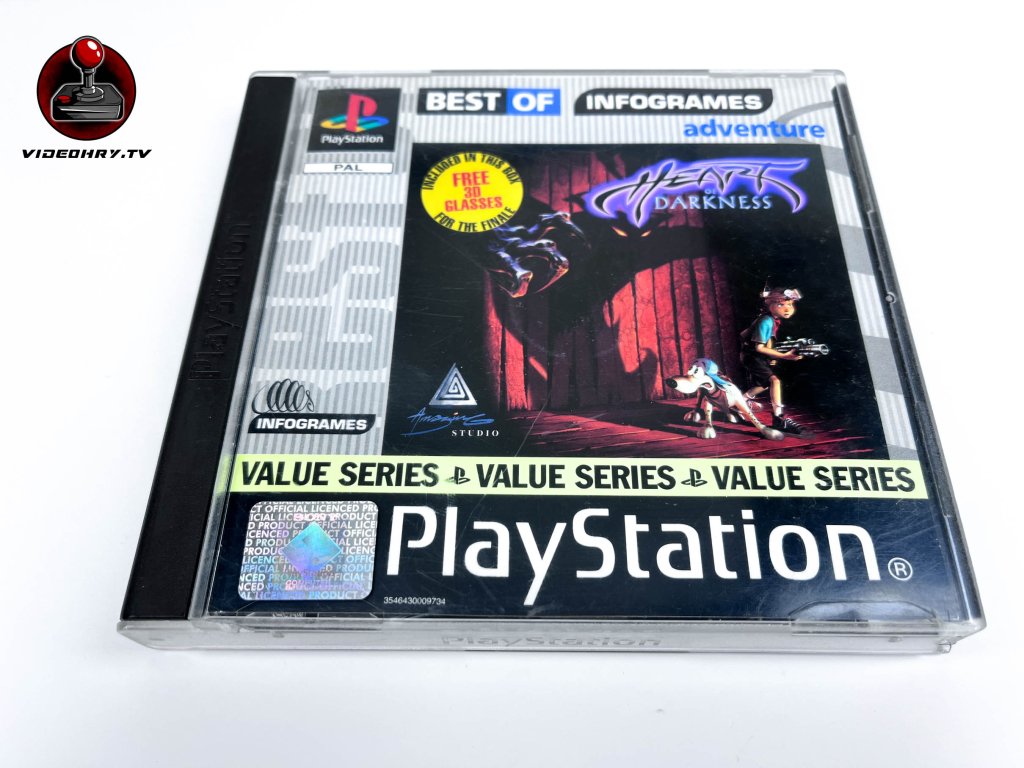 VIDEOHRY.TV
PlayStation
PAL
BEST OF INFOGRAMES
adventure
INCLUDED IN THIS BOX
FREE
3D
GLASSES
FOR THE FINALE
HEART
OF
DARKNESS
PlayStation
Amazing
STUDIO
INFOGRAMES
VALUE SERIES VALUE SERIES VALUE SERIES
PlayStation®
3546430009734
PlayStation